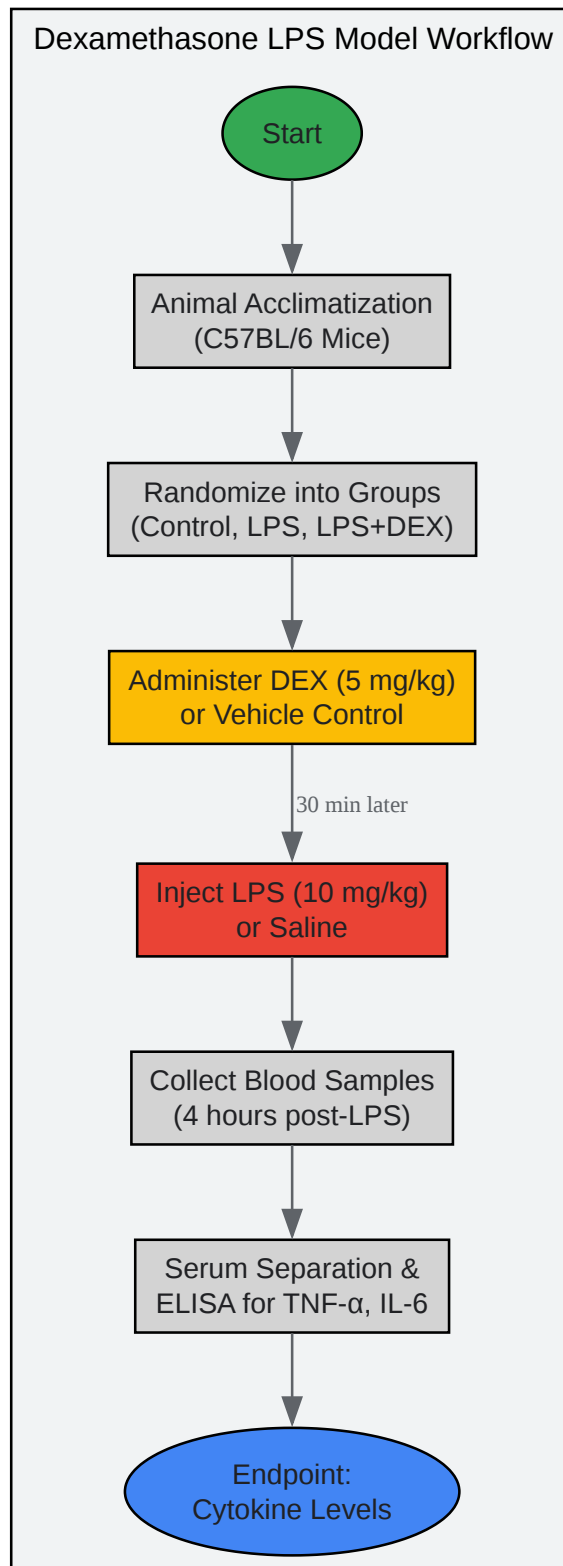 Dexamethasone LPS Model Workflow
Start
Animal Acclimatization
(C57BL/6 Mice)
Randomize into Groups
(Control, LPS, LPS+DEX)
Administer DEX (5 mg/kg)
or Vehicle Control
30 min later
Inject LPS (10 mg/kg)
or Saline
Collect Blood Samples
(4 hours post-LPS)
Serum Separation &
ELISA for TNF-α, IL-6
Endpoint:
Cytokine Levels